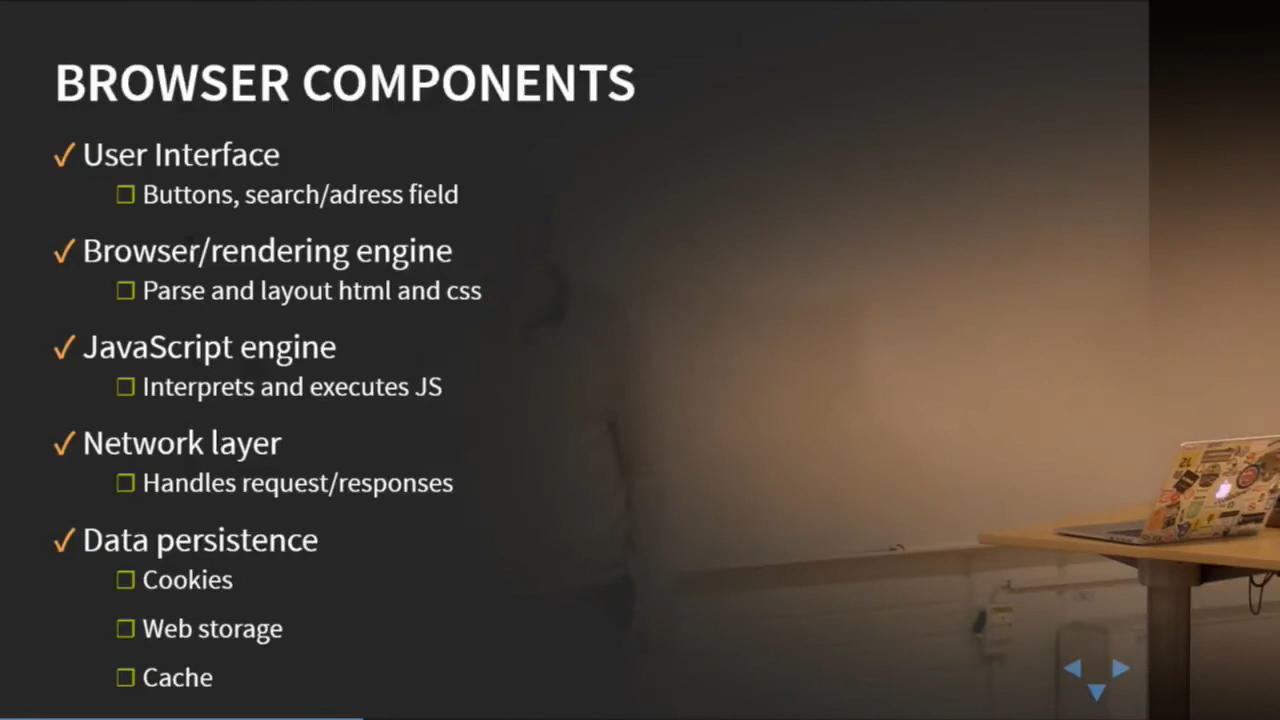 BROWSER COMPONENTS
✓ User Interface
❒ Buttons, search/adress field
✓ Browser/rendering engine
❒ Parse and layout html and css
✓ JavaScript engine
❒ Interprets and executes JS
✓ Network layer
❒ Handles request/responses
✓ Data persistence
❒ Cookies
❒ Web storage
❒ Cache